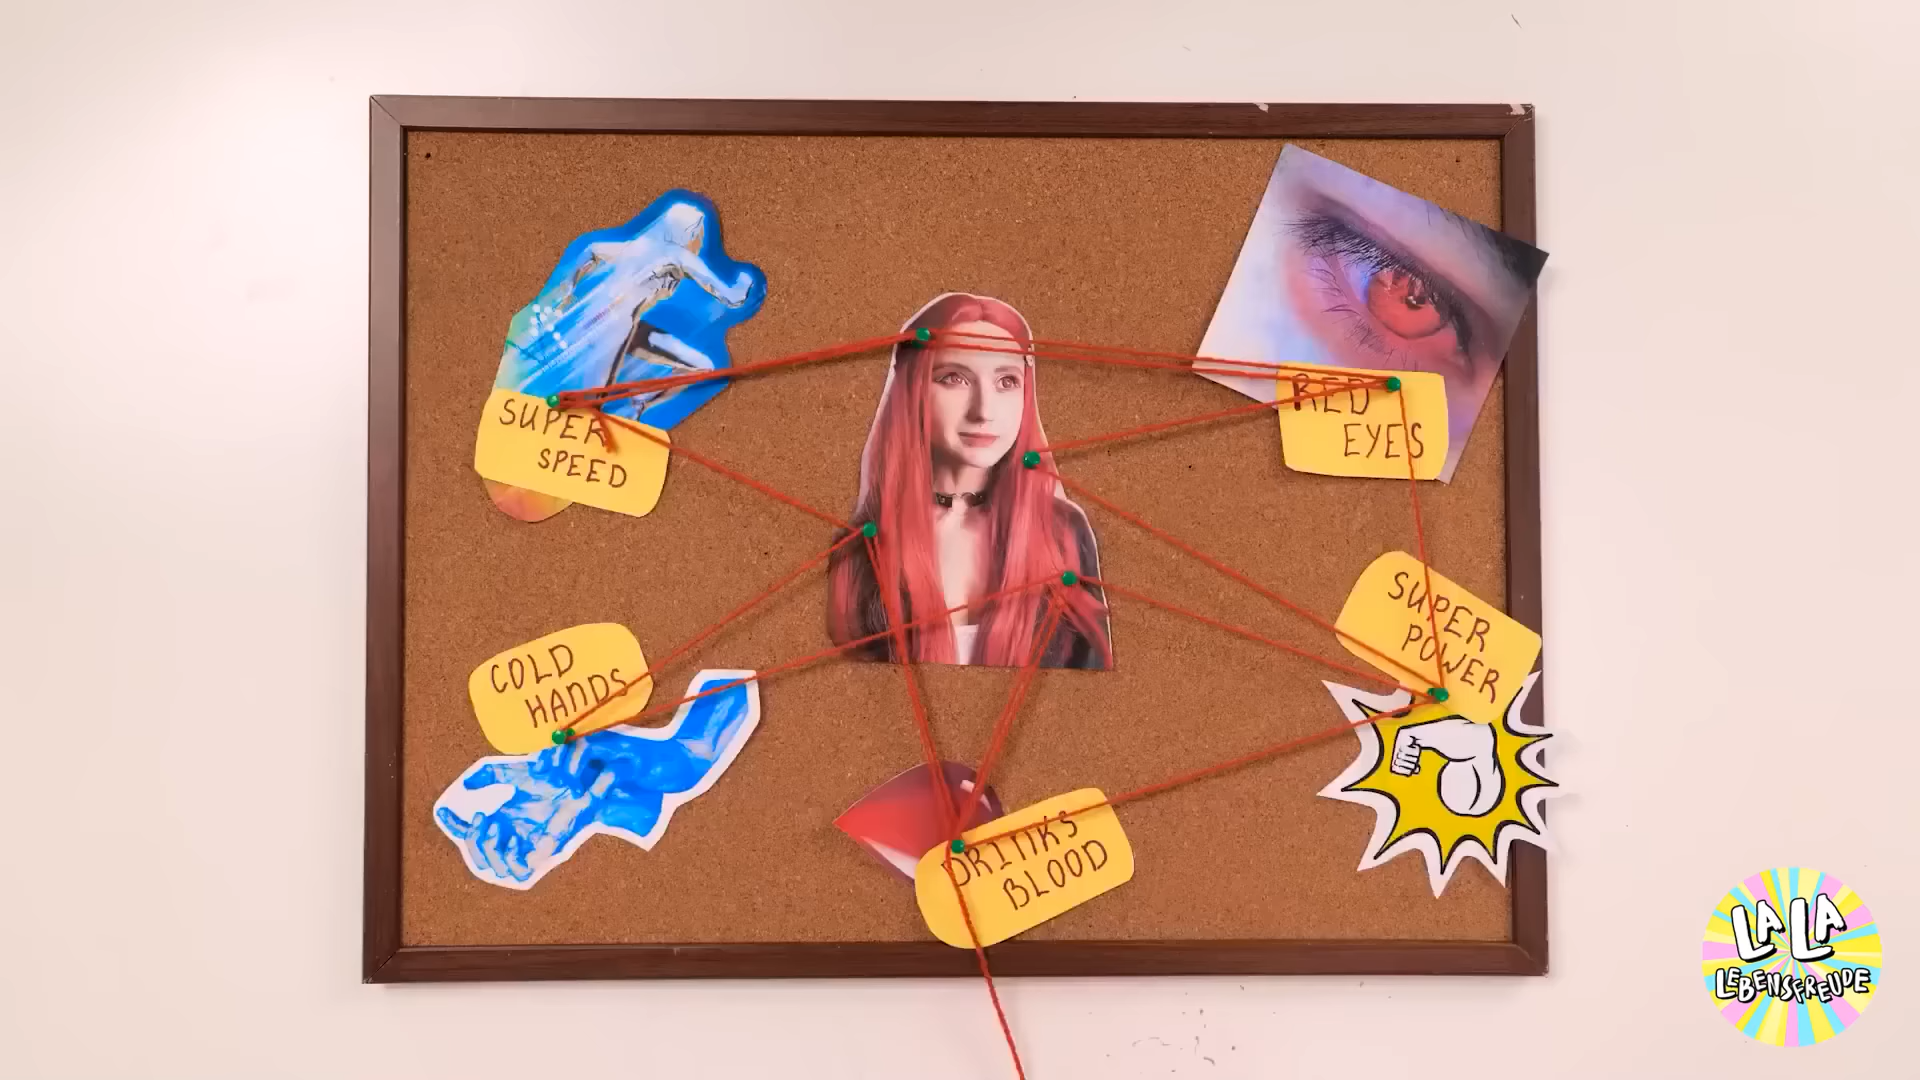 SUPER
SPEED
RED
EYES
COLD
HANDS
SUPER
POWER
DRINKS
BLOOD
LA LA
LEBENSFREUDE